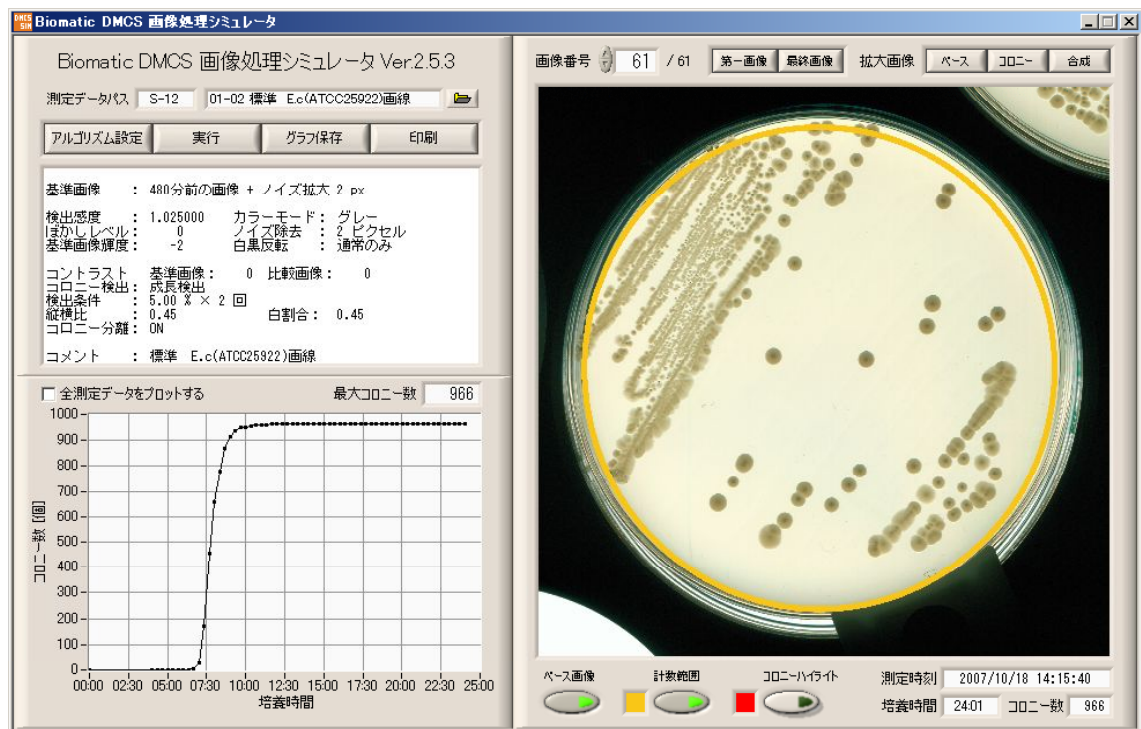 DMCS SIM Biomatic DMCS 画像処理シミュレータ
Biomatic DMCS 画像処理シミュレータ Ver.2.5.3
測定データパス S-12 01-02 標準 E.c(ATCC25922)画線
アルゴリズム設定 実行 グラフ保存 印刷
基準画像 : 480分前の画像 + ノイズ拡大 2 px
検出感度 : 1.025000 カラーモード : グレー
ぼかしレベル : 0 ノイズ除去 : 2 ピクセル
基準画像輝度 : -2 白黒反転 : 通常のみ
コントラスト 基準画像 : 0 比較画像 : 0
コロニー検出 : 成長検出
検出条件 : 5.00 % × 2 回
縦横比 : 0.45 白割合 : 0.45
コロニー分離 : ON
コメント : 標準 E.c(ATCC25922)画線
全測定データをプロットする 最大コロニー数 966
1000
900
800
700
600
500
400
300
200
100
0
コロニー数 [個]
00:00 02:30 05:00 07:30 10:00 12:30 15:00 17:30 20:00 22:30 25:00
培養時間
画像番号 61 / 61 第一画像 最終画像 拡大画像 ベース コロニー 合成
ベース画像 計数範囲 コロニーハイライト
測定時刻 2007/10/18 14:15:40
培養時間 24:01 コロニー数 966